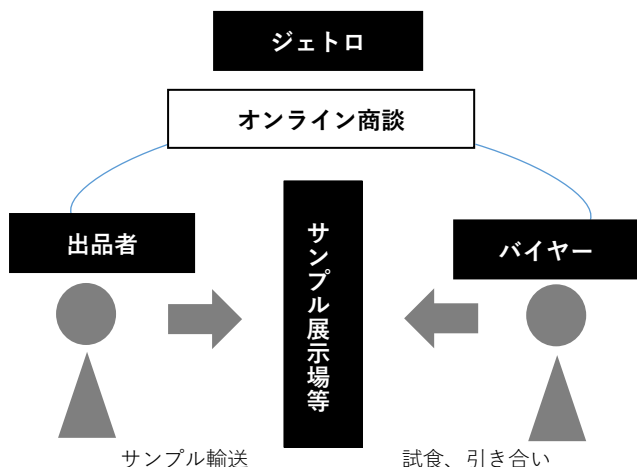 ジェトロ
オンライン商談
出品者
サンプル展示場等
バイヤー
サンプル輸送
試食、引き合い